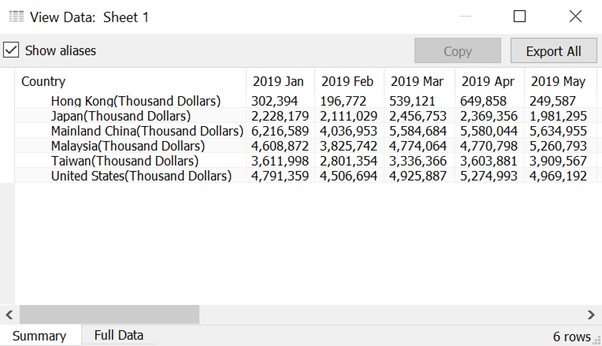 View Data: Sheet 1
Show aliases Copy Export All
Country 2019 Jan 2019 Feb 2019 Mar 2019 Apr 2019 May
Hong Kong(Thousand Dollars) 302,394 196,772 539,121 649,858 249,587
Japan(Thousand Dollars) 2,228,179 2,111,029 2,456,753 2,369,356 1,981,295
Mainland China(Thousand Dollars) 6,216,589 4,036,953 5,584,684 5,580,044 5,634,955
Malaysia(Thousand Dollars) 4,608,872 3,825,742 4,774,064 4,770,798 5,260,793
Taiwan(Thousand Dollars) 3,611,998 2,801,354 3,336,366 3,603,881 3,909,567
United States(Thousand Dollars) 4,791,359 4,506,694 4,925,887 5,274,993 4,969,192
Summary Full Data 6 rows